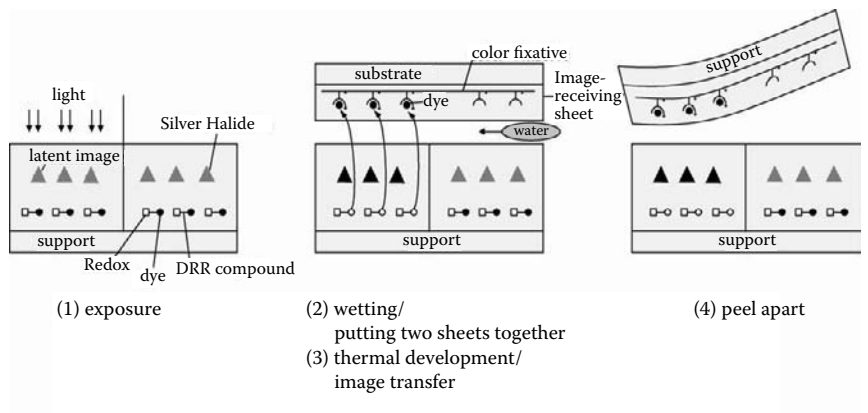 light
Silver Halide
latent image
support
Redox
dye
DRR compound
(1) exposure
color fixative
substrate
dye
Image-
receiving
sheet
water
support
(2) wetting/
putting two sheets together
(3) thermal development/
image transfer
support
support
(4) peel apart